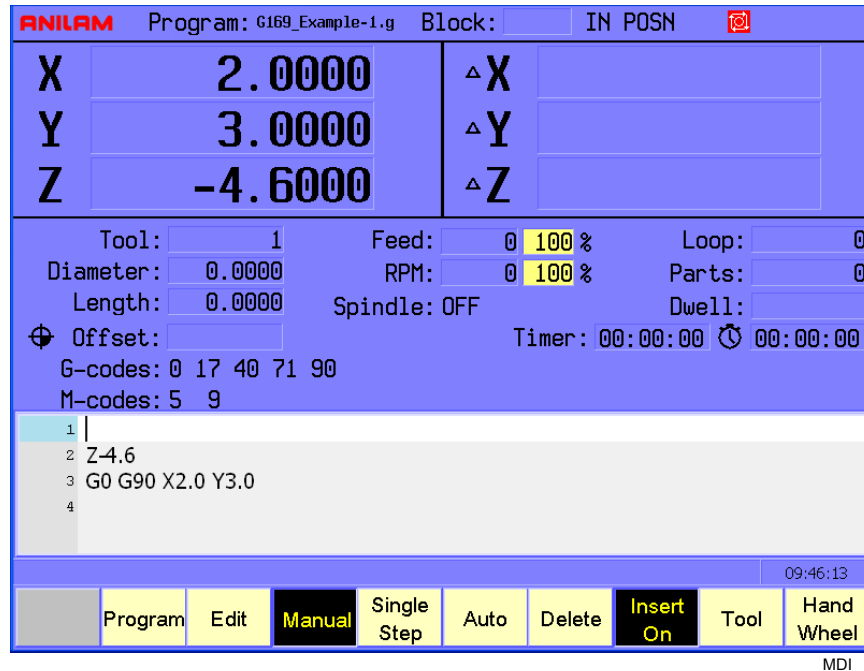 ANILAM Program: G169_Example-1.g Block: IN POSN
X 2.0000 △X
Y 3.0000 △Y
Z -4.6000 △Z
Tool: 1 Feed: 0 100 % Loop: 0
Diameter: 0.0000 RPM: 0 100 % Parts: 0
Length: 0.0000 Spindle: OFF Dwell:
Offset: Timer: 00:00:00 00:00:00
G-codes: 0 17 40 71 90
M-codes: 5 9
1
2 Z-4.6
3 G0 G90 X2.0 Y3.0
4
09:46:13
Program Edit Manual Single Step Auto Delete Insert On Tool Hand Wheel
MDI